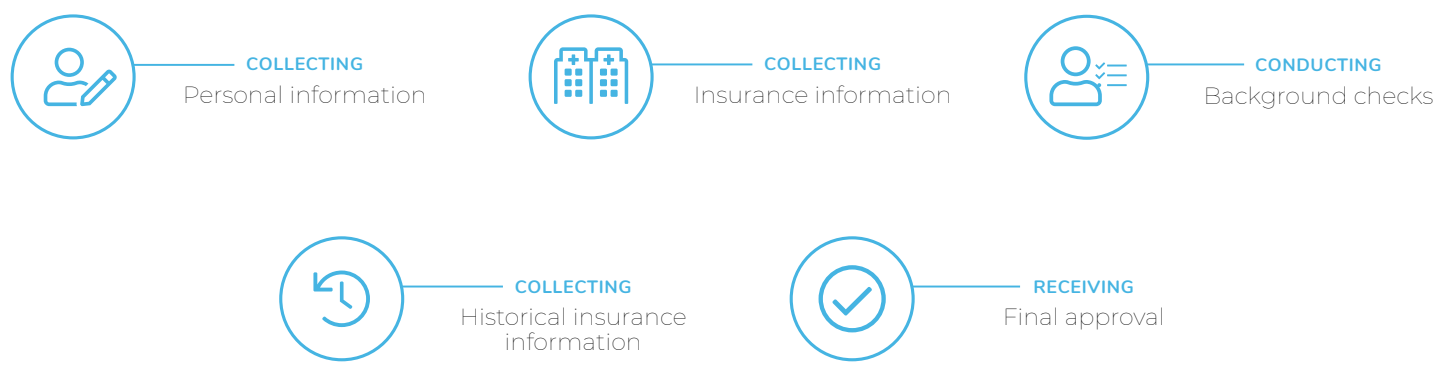 COLLECTING
Personal information
COLLECTING
Insurance information
CONDUCTING
Background checks
COLLECTING
Historical insurance
information
RECEIVING
Final approval